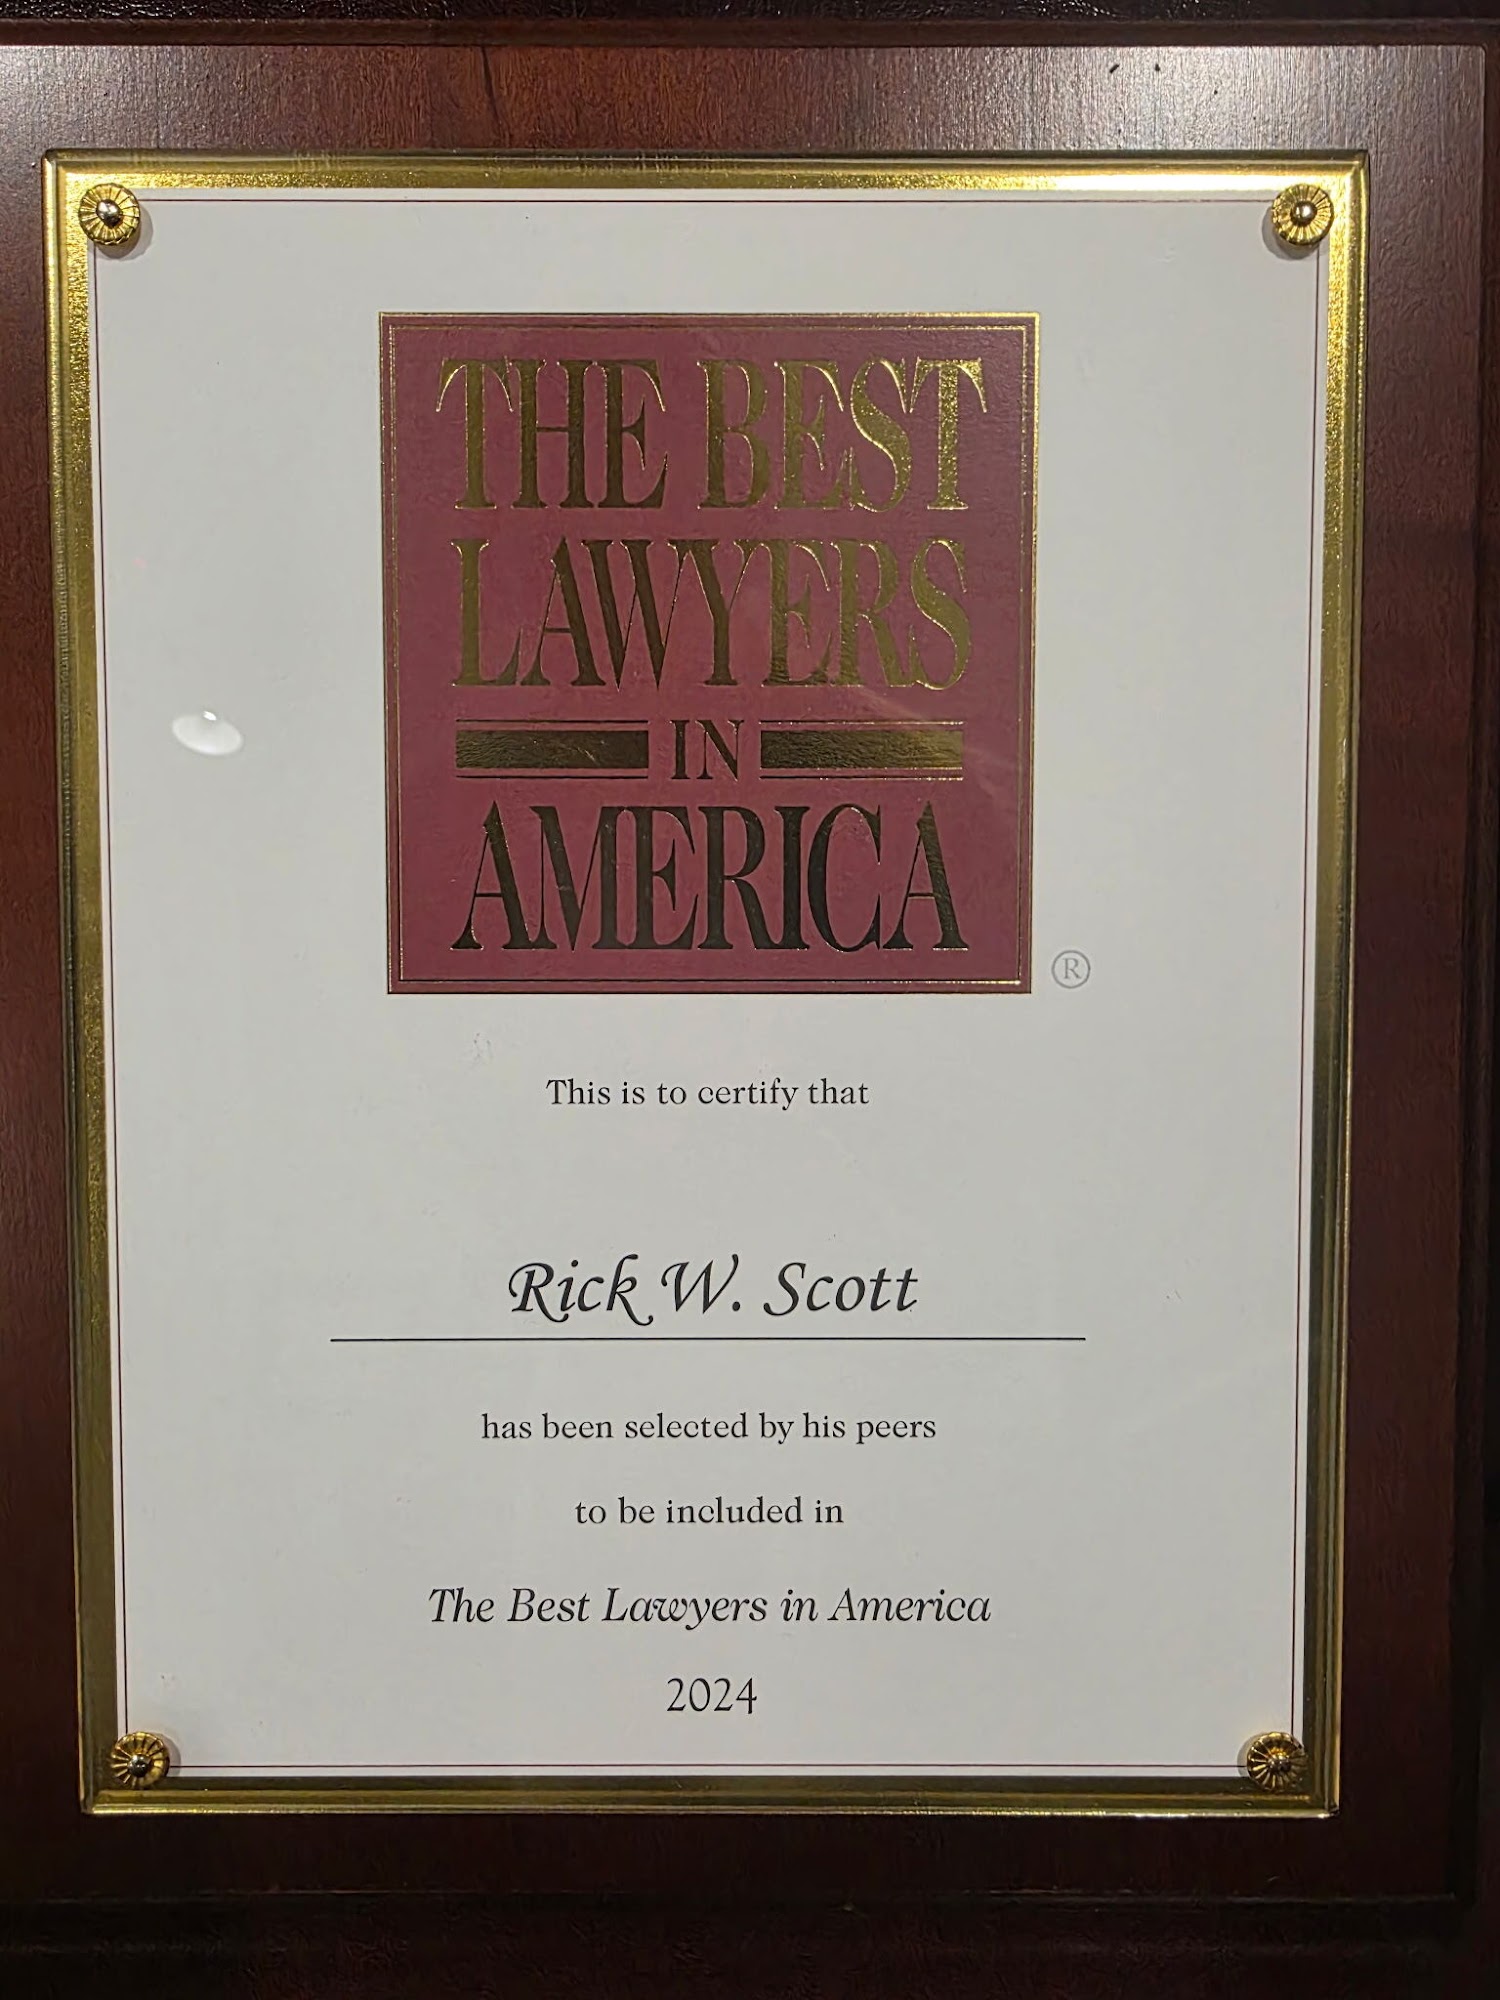 THE BEST
LAWYERS
IN
AMERICA
®
This is to certify that
Rick W. Scott
has been selected by his peers
to be included in
The Best Lawyers in America
2024